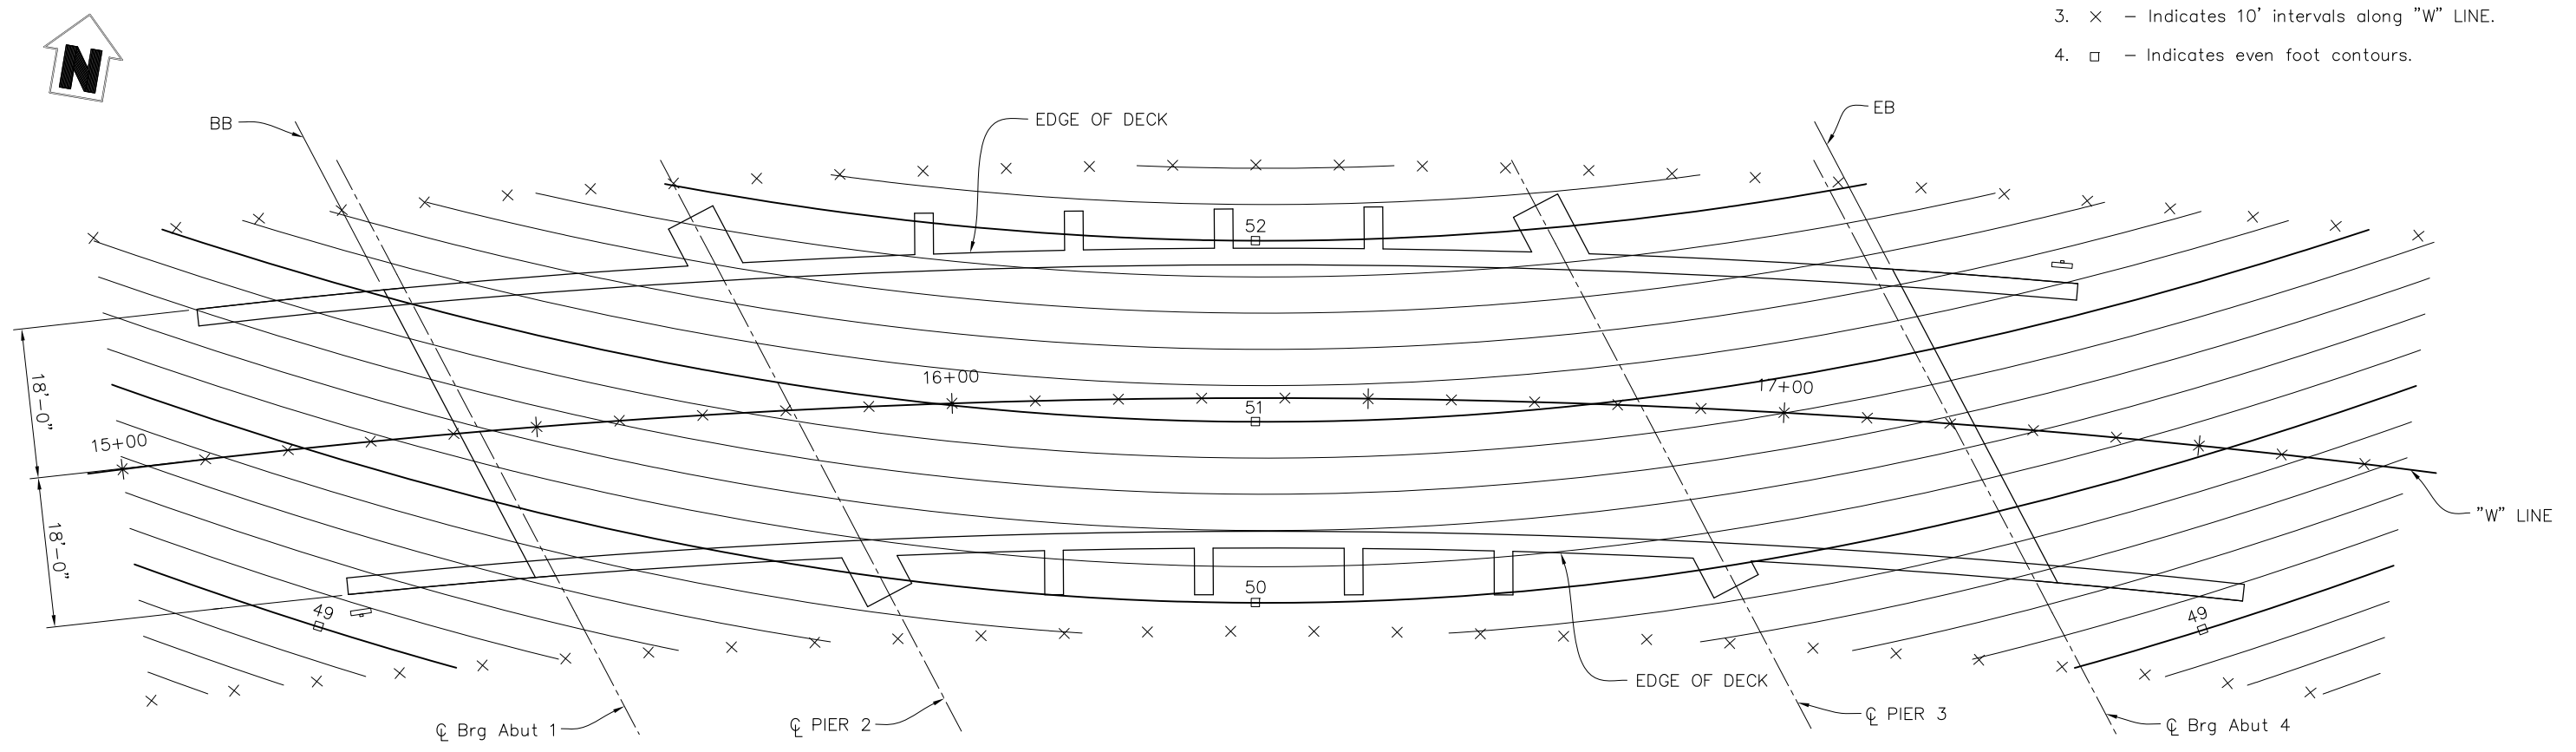 3. × – Indicates 10' intervals along "W" LINE.
4. □ – Indicates even foot contours.
N
BB
EDGE OF DECK
EB
52
18'-0"
16+00
17+00
51
15+00
"W" LINE
18'-0"
50
49
49
EDGE OF DECK
℄ Brg Abut 1
℄ PIER 2
℄ PIER 3
℄ Brg Abut 4